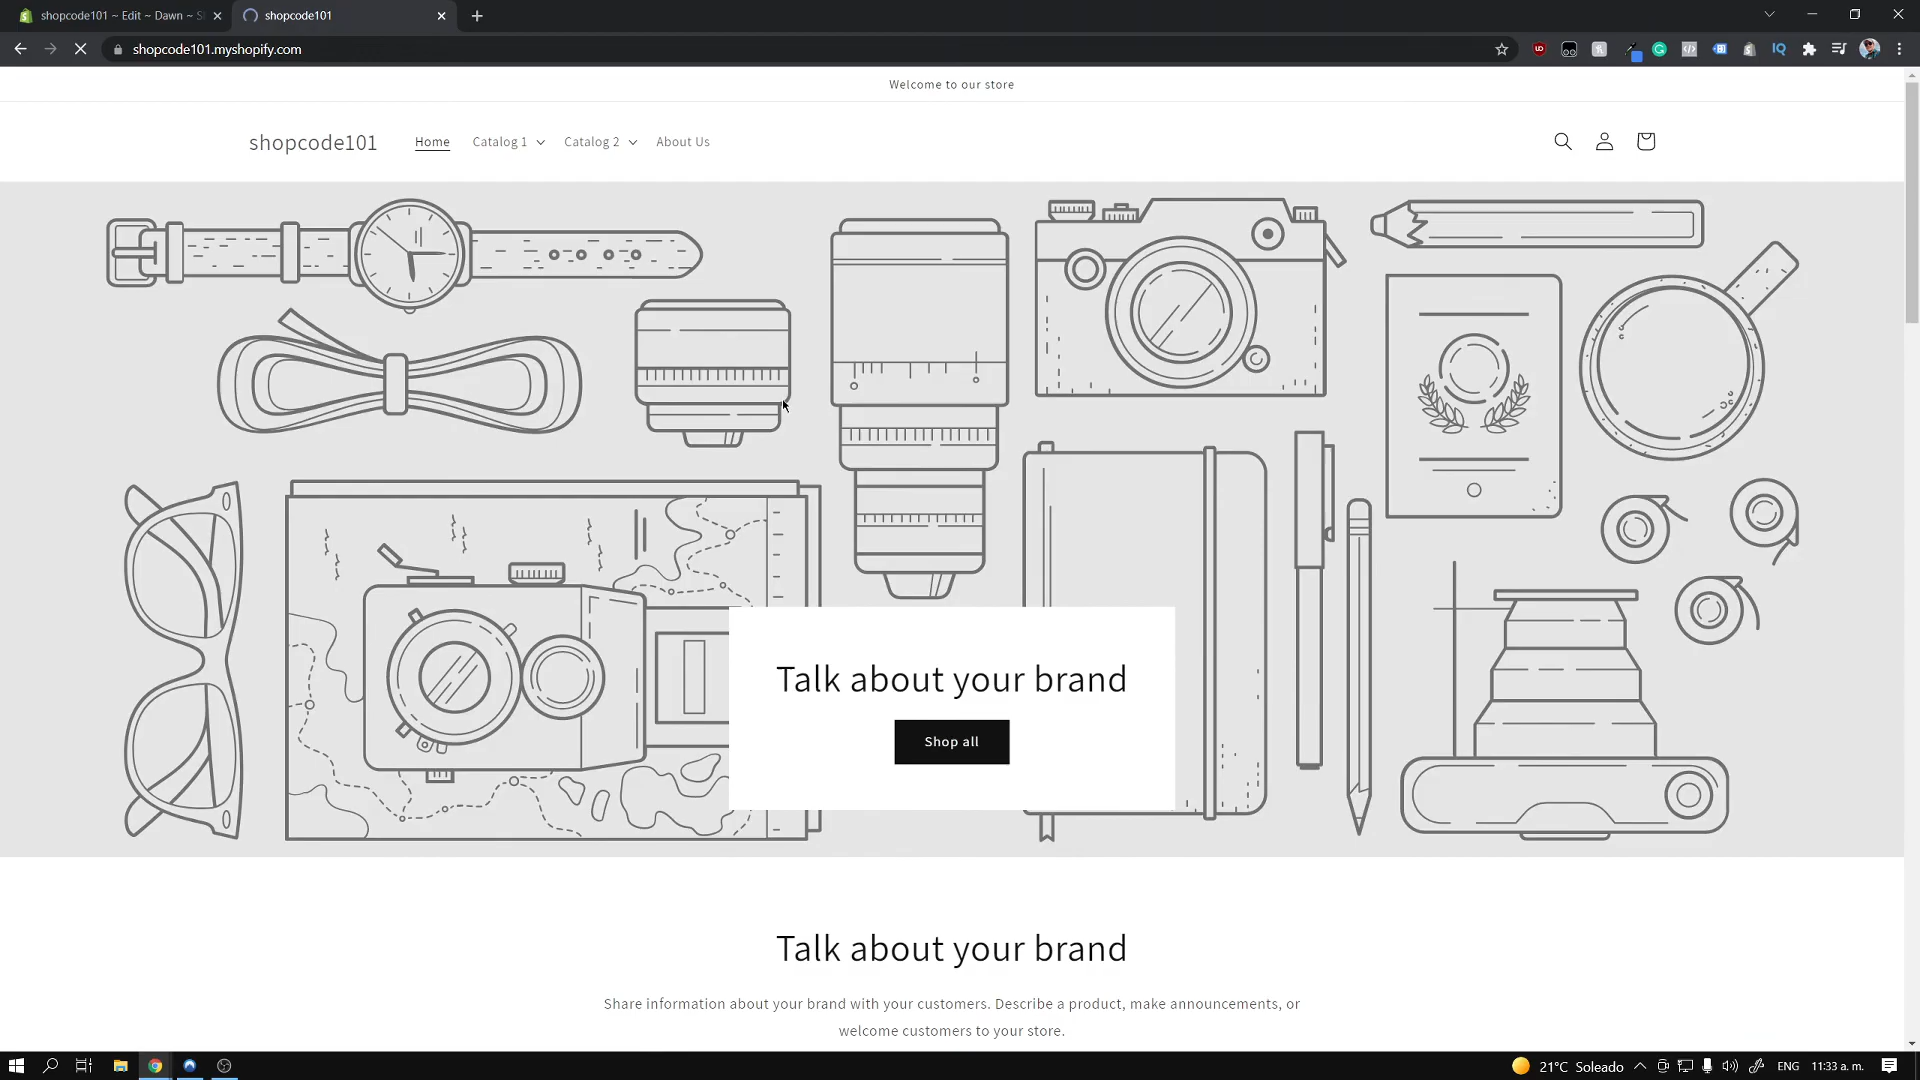 shopcode101 ~ Edit ~ Dawn ~ S
shopcode101
shopcode101.myshopify.com
Welcome to our store
shopcode101
Home
Catalog 1
Catalog 2
About Us
Talk about your brand
Shop all
Talk about your brand
Share information about your brand with your customers. Describe a product, make announcements, or
welcome customers to your store.
21°C Soleado
ENG
11:33 a. m.